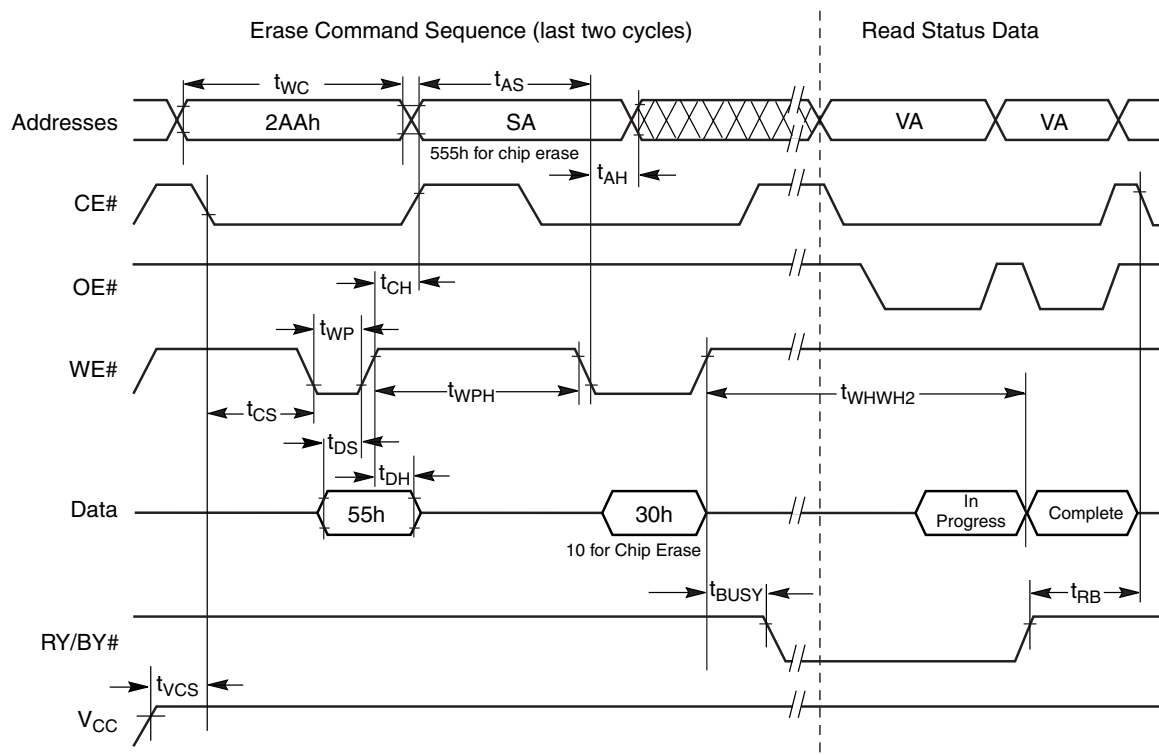 Erase Command Sequence (last two cycles)
Read Status Data
tWC
tAS
Addresses
2AAh
SA
VA
VA
555h for chip erase
tAH
CE#
OE#
tCH
tWP
WE#
tWPH
tWHWH2
tCS
tDS
tDH
Data
55h
30h
In
Progress
Complete
10 for Chip Erase
tBUSY
tRB
RY/BY#
tVCS
VCC